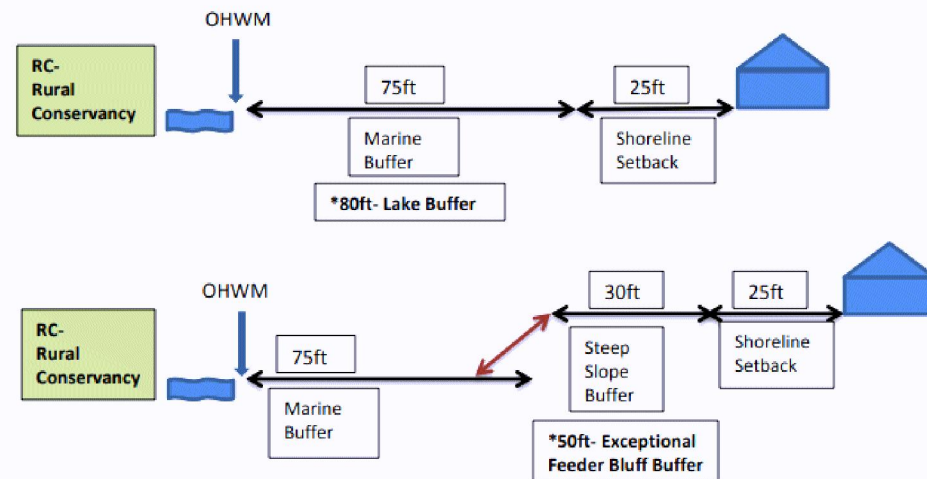 OHWM
RC-
Rural
Conservancy
75ft
25ft
Marine
Buffer
Shoreline
Setback
*80ft- Lake Buffer
OHWM
RC-
Rural
Conservancy
30ft
25ft
75ft
Steep
Slope
Buffer
Shoreline
Setback
Marine
Buffer
*50ft- Exceptional
Feeder Bluff Buffer